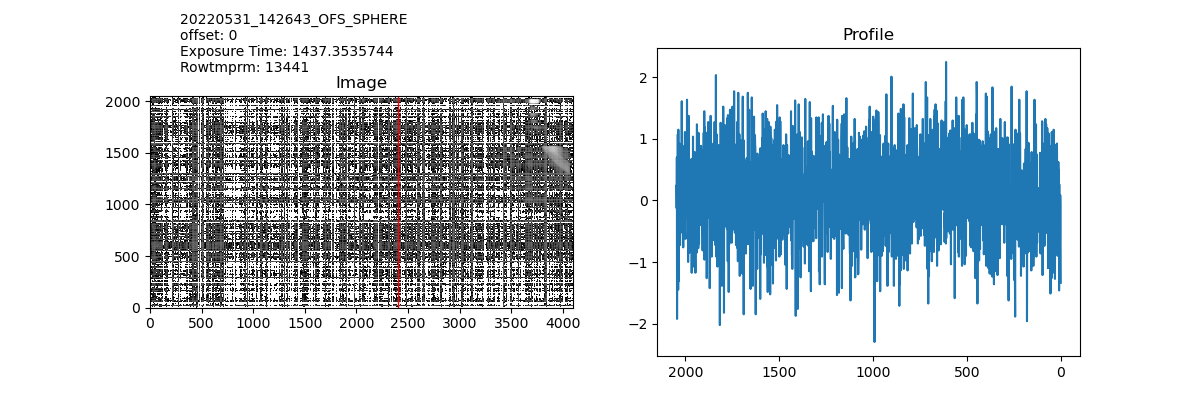 20220531_142643_OFS_SPHERE
offset: 0
Exposure Time: 1437.3535744
Rowtmprm: 13441
Image
2000
1500
1000
500
0
0 500 1000 1500 2000 2500 3000 3500 4000
Profile
2
1
0
−1
−2
2000 1500 1000 500 0